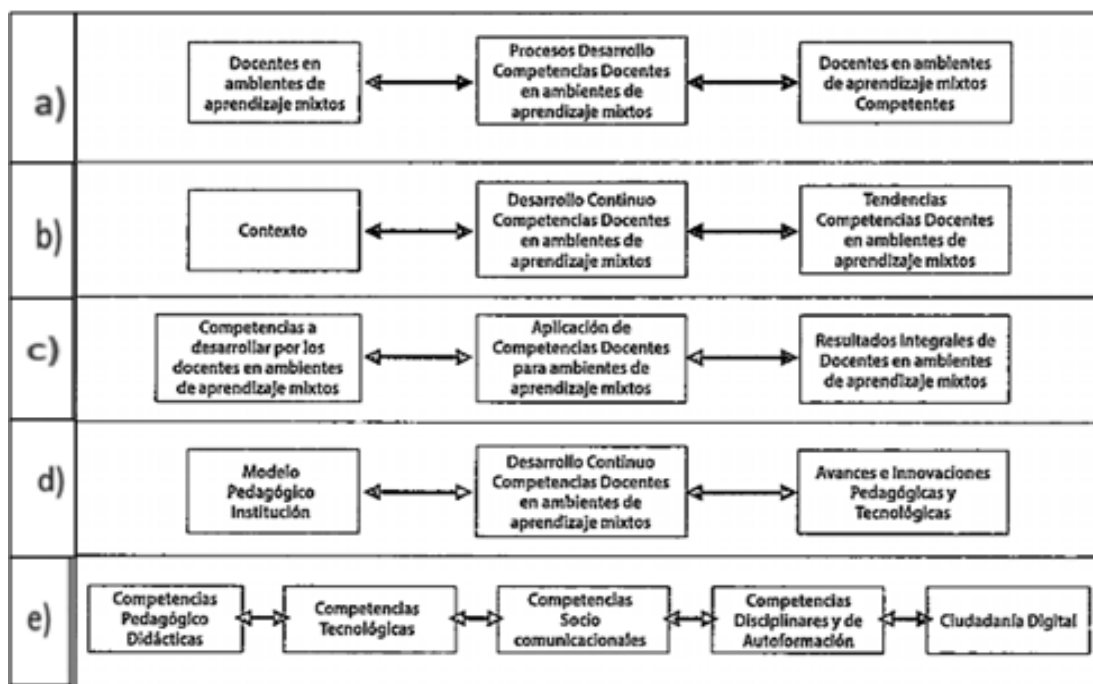 a)
Docentes en
ambientes de
aprendizaje mixtos
Procesos Desarrollo
Competencias Docentes
en ambientes de
aprendizaje mixtos
Docentes en ambientes
de aprendizaje mixtos
Competentes
b)
Contexto
Desarrollo Continuo
Competencias Docentes
en ambientes de
aprendizaje mixtos
Tendencias
Competencias Docentes
en ambientes de
aprendizaje mixtos
c)
Competencias a
desarrollar por los
docentes en ambientes
de aprendizaje mixtos
Aplicación de
Competencias Docentes
para ambientes de
aprendizaje mixtos
Resultados Integrales de
Docentes en ambientes
de aprendizaje mixtos
d)
Modelo
Pedagógico
Institución
Desarrollo Continuo
Competencias Docentes
en ambientes de
aprendizaje mixtos
Avances e Innovaciones
Pedagógicas y
Tecnológicas
e)
Competencias
Pedagógico
Didácticas
Competencias
Tecnológicas
Competencias
Socio
comunicacionales
Competencias
Disciplinares y de
Autoformación
Ciudadanía Digital